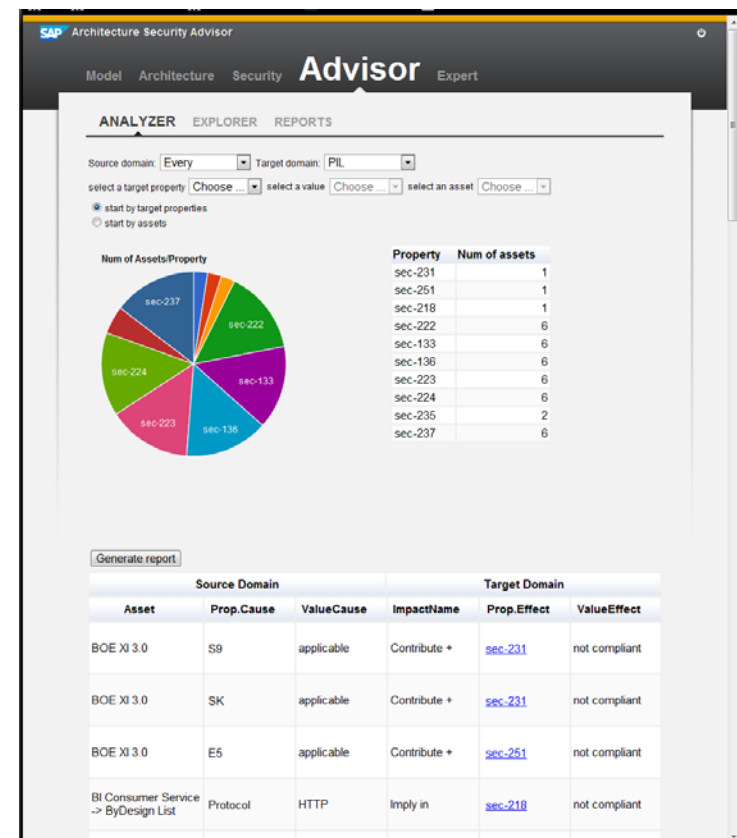 SAP Architecture Security Advisor
Model Architecture Security Advisor Expert
ANALYZER EXPLORER REPORTS
Source domain: Every Target domain: PIL
select a target property Choose ... select a value Choose ... select an asset Choose ...
start by target properties
start by assets
Num of Assets/Property
sec-237
sec-222
sec-224
sec-133
sec-223
sec-136
Property Num of assets
sec-231 1
sec-251 1
sec-218 1
sec-222 6
sec-133 6
sec-136 6
sec-223 6
sec-224 6
sec-235 2
sec-237 6
Generate report
Source Domain Target Domain
Asset Prop.Cause ValueCause ImpactName Prop.Effect ValueEffect
BOE XI 3.0 S9 applicable Contribute + sec-231 not compliant
BOE XI 3.0 SK applicable Contribute + sec-231 not compliant
BOE XI 3.0 E5 applicable Contribute + sec-251 not compliant
BI Consumer Service
-> ByDesign List Protocol HTTP Imply in sec-218 not compliant